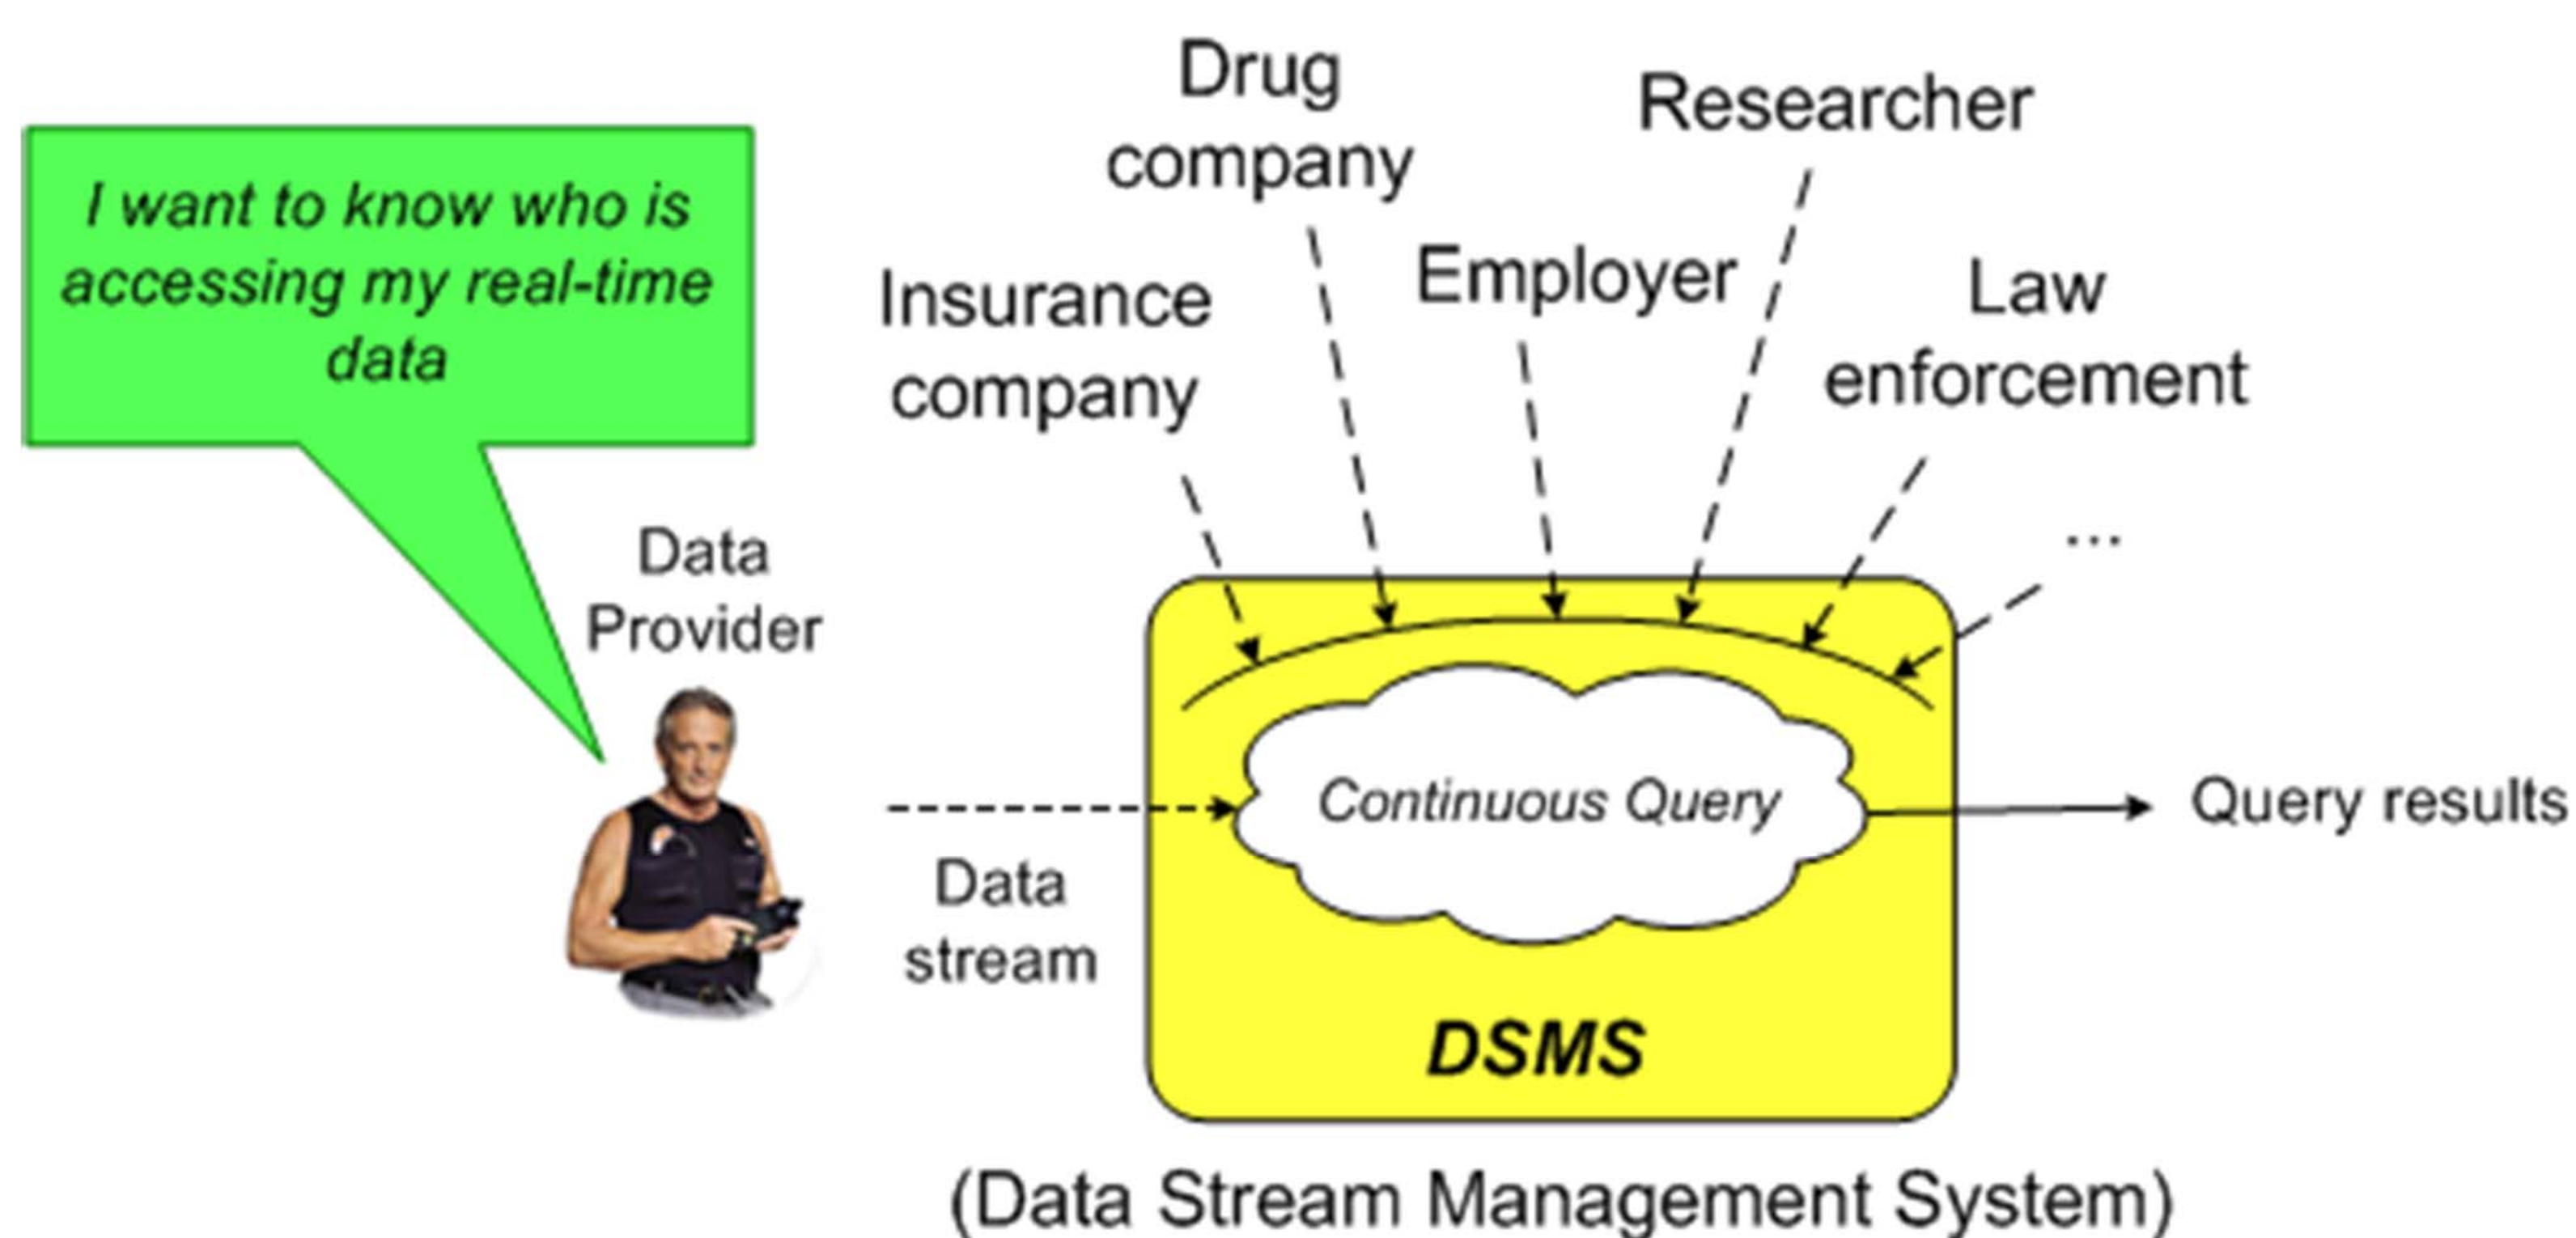 I want to know who is
accessing my real-time
data
Drug
company
Researcher
Insurance
company
Employer
Law
enforcement
...
Data
Provider
Data
stream
Continuous Query
Query results
DSMS
(Data Stream Management System)